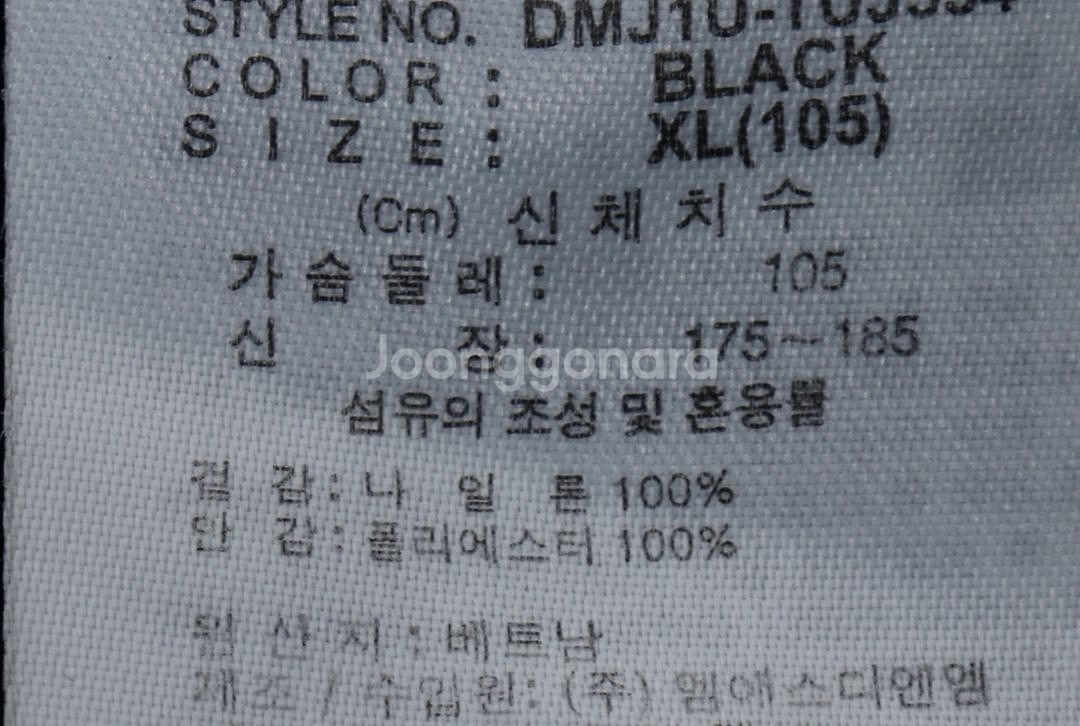 STYLE NO.
COLOR : BLACK
SIZE : XL(105)
(Cm) 신체치수
가슴둘레 : 105
신 장 : 175~185
Joonggonara
섬유의 조성 및 혼용률
겉 감 : 나 일 론 100%
안 감 : 폴리에스터 100%
원 산 지 : 베트남
제조 / 수입원: (주) 엠에스디앤엠